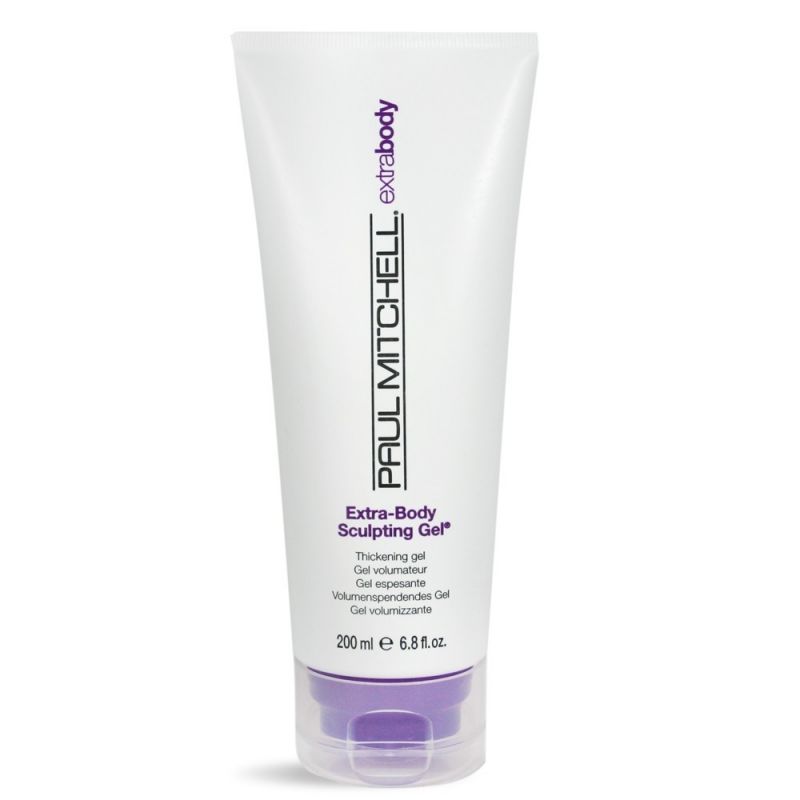 PAUL MITCHELL® extrabody
Extra-Body
Sculpting Gel®
Thickening gel
Gel volumateur
Gel espesante
Volumenspendendes Gel
Gel volumizzante
200 ml ℮ 6.8 fl.oz.